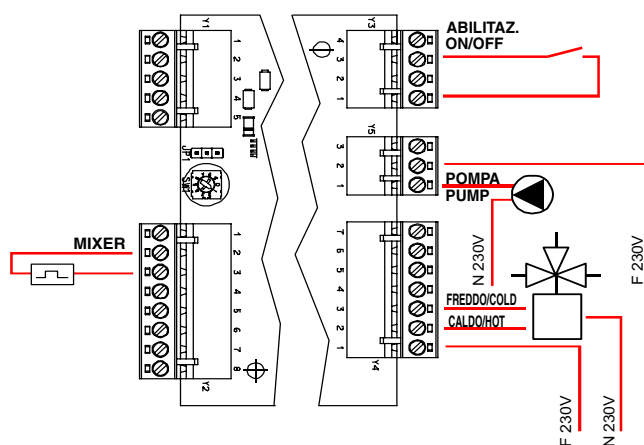 Y1
1
2
3
4
5
JP1
SW1
MIXER
1
2
3
4
5
6
7
8
Y2
Y3
4
3
2
1
ABILITAZ.
ON/OFF
Y5
3
2
1
POMPA
PUMP
7
6
5
4
3
2
1
Y4
FREDDO/COLD
CALDO/HOT
N 230V
F 230V
F 230V
N 230V